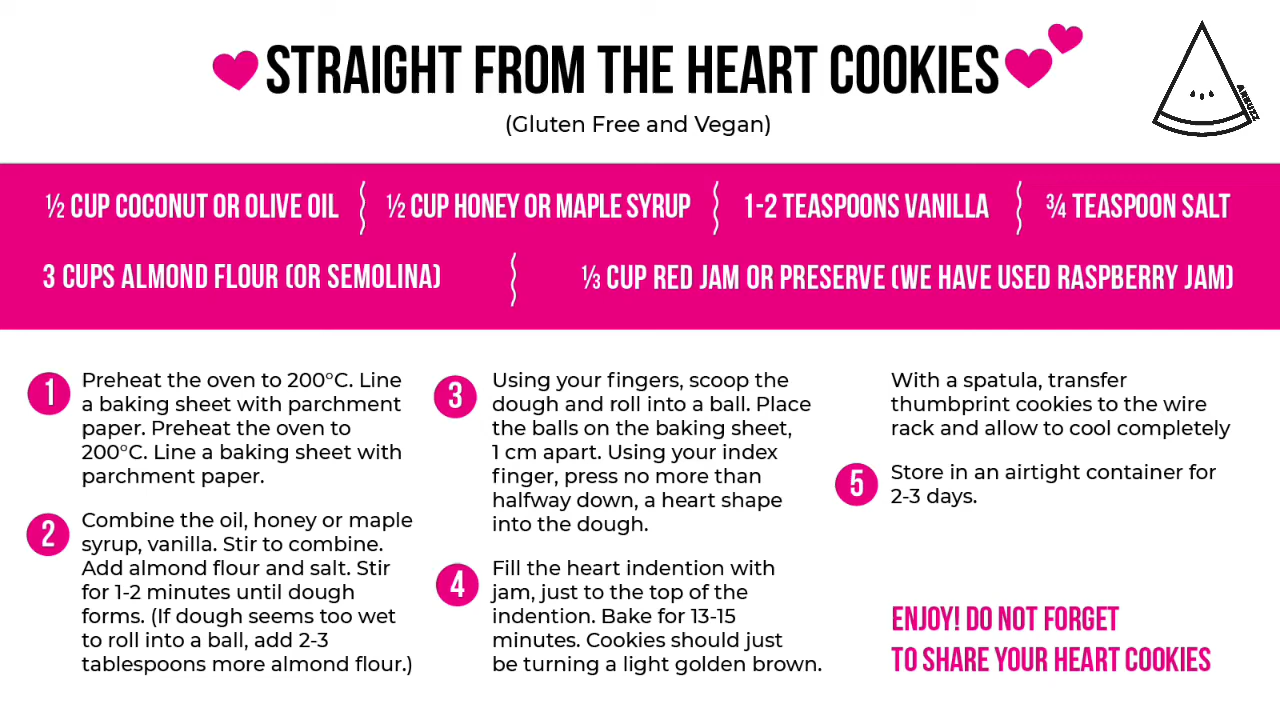 STRAIGHT FROM THE HEART COOKIES
(Gluten Free and Vegan)
ARBUZZ
½ CUP COCONUT OR OLIVE OIL
½ CUP HONEY OR MAPLE SYRUP
1-2 TEASPOONS VANILLA
¾ TEASPOON SALT
3 CUPS ALMOND FLOUR (OR SEMOLINA)
⅓ CUP RED JAM OR PRESERVE (WE HAVE USED RASPBERRY JAM)
1
Preheat the oven to 200°C. Line
a baking sheet with parchment
paper. Preheat the oven to
200°C. Line a baking sheet with
parchment paper.
2
Combine the oil, honey or maple
syrup, vanilla. Stir to combine.
Add almond flour and salt. Stir
for 1-2 minutes until dough
forms. (If dough seems too wet
to roll into a ball, add 2-3
tablespoons more almond flour.)
3
Using your fingers, scoop the
dough and roll into a ball. Place
the balls on the baking sheet,
1 cm apart. Using your index
finger, press no more than
halfway down, a heart shape
into the dough.
4
Fill the heart indention with
jam, just to the top of the
indention. Bake for 13-15
minutes. Cookies should just
be turning a light golden brown.
With a spatula, transfer
thumbprint cookies to the wire
rack and allow to cool completely
5
Store in an airtight container for
2-3 days.
ENJOY! DO NOT FORGET
TO SHARE YOUR HEART COOKIES